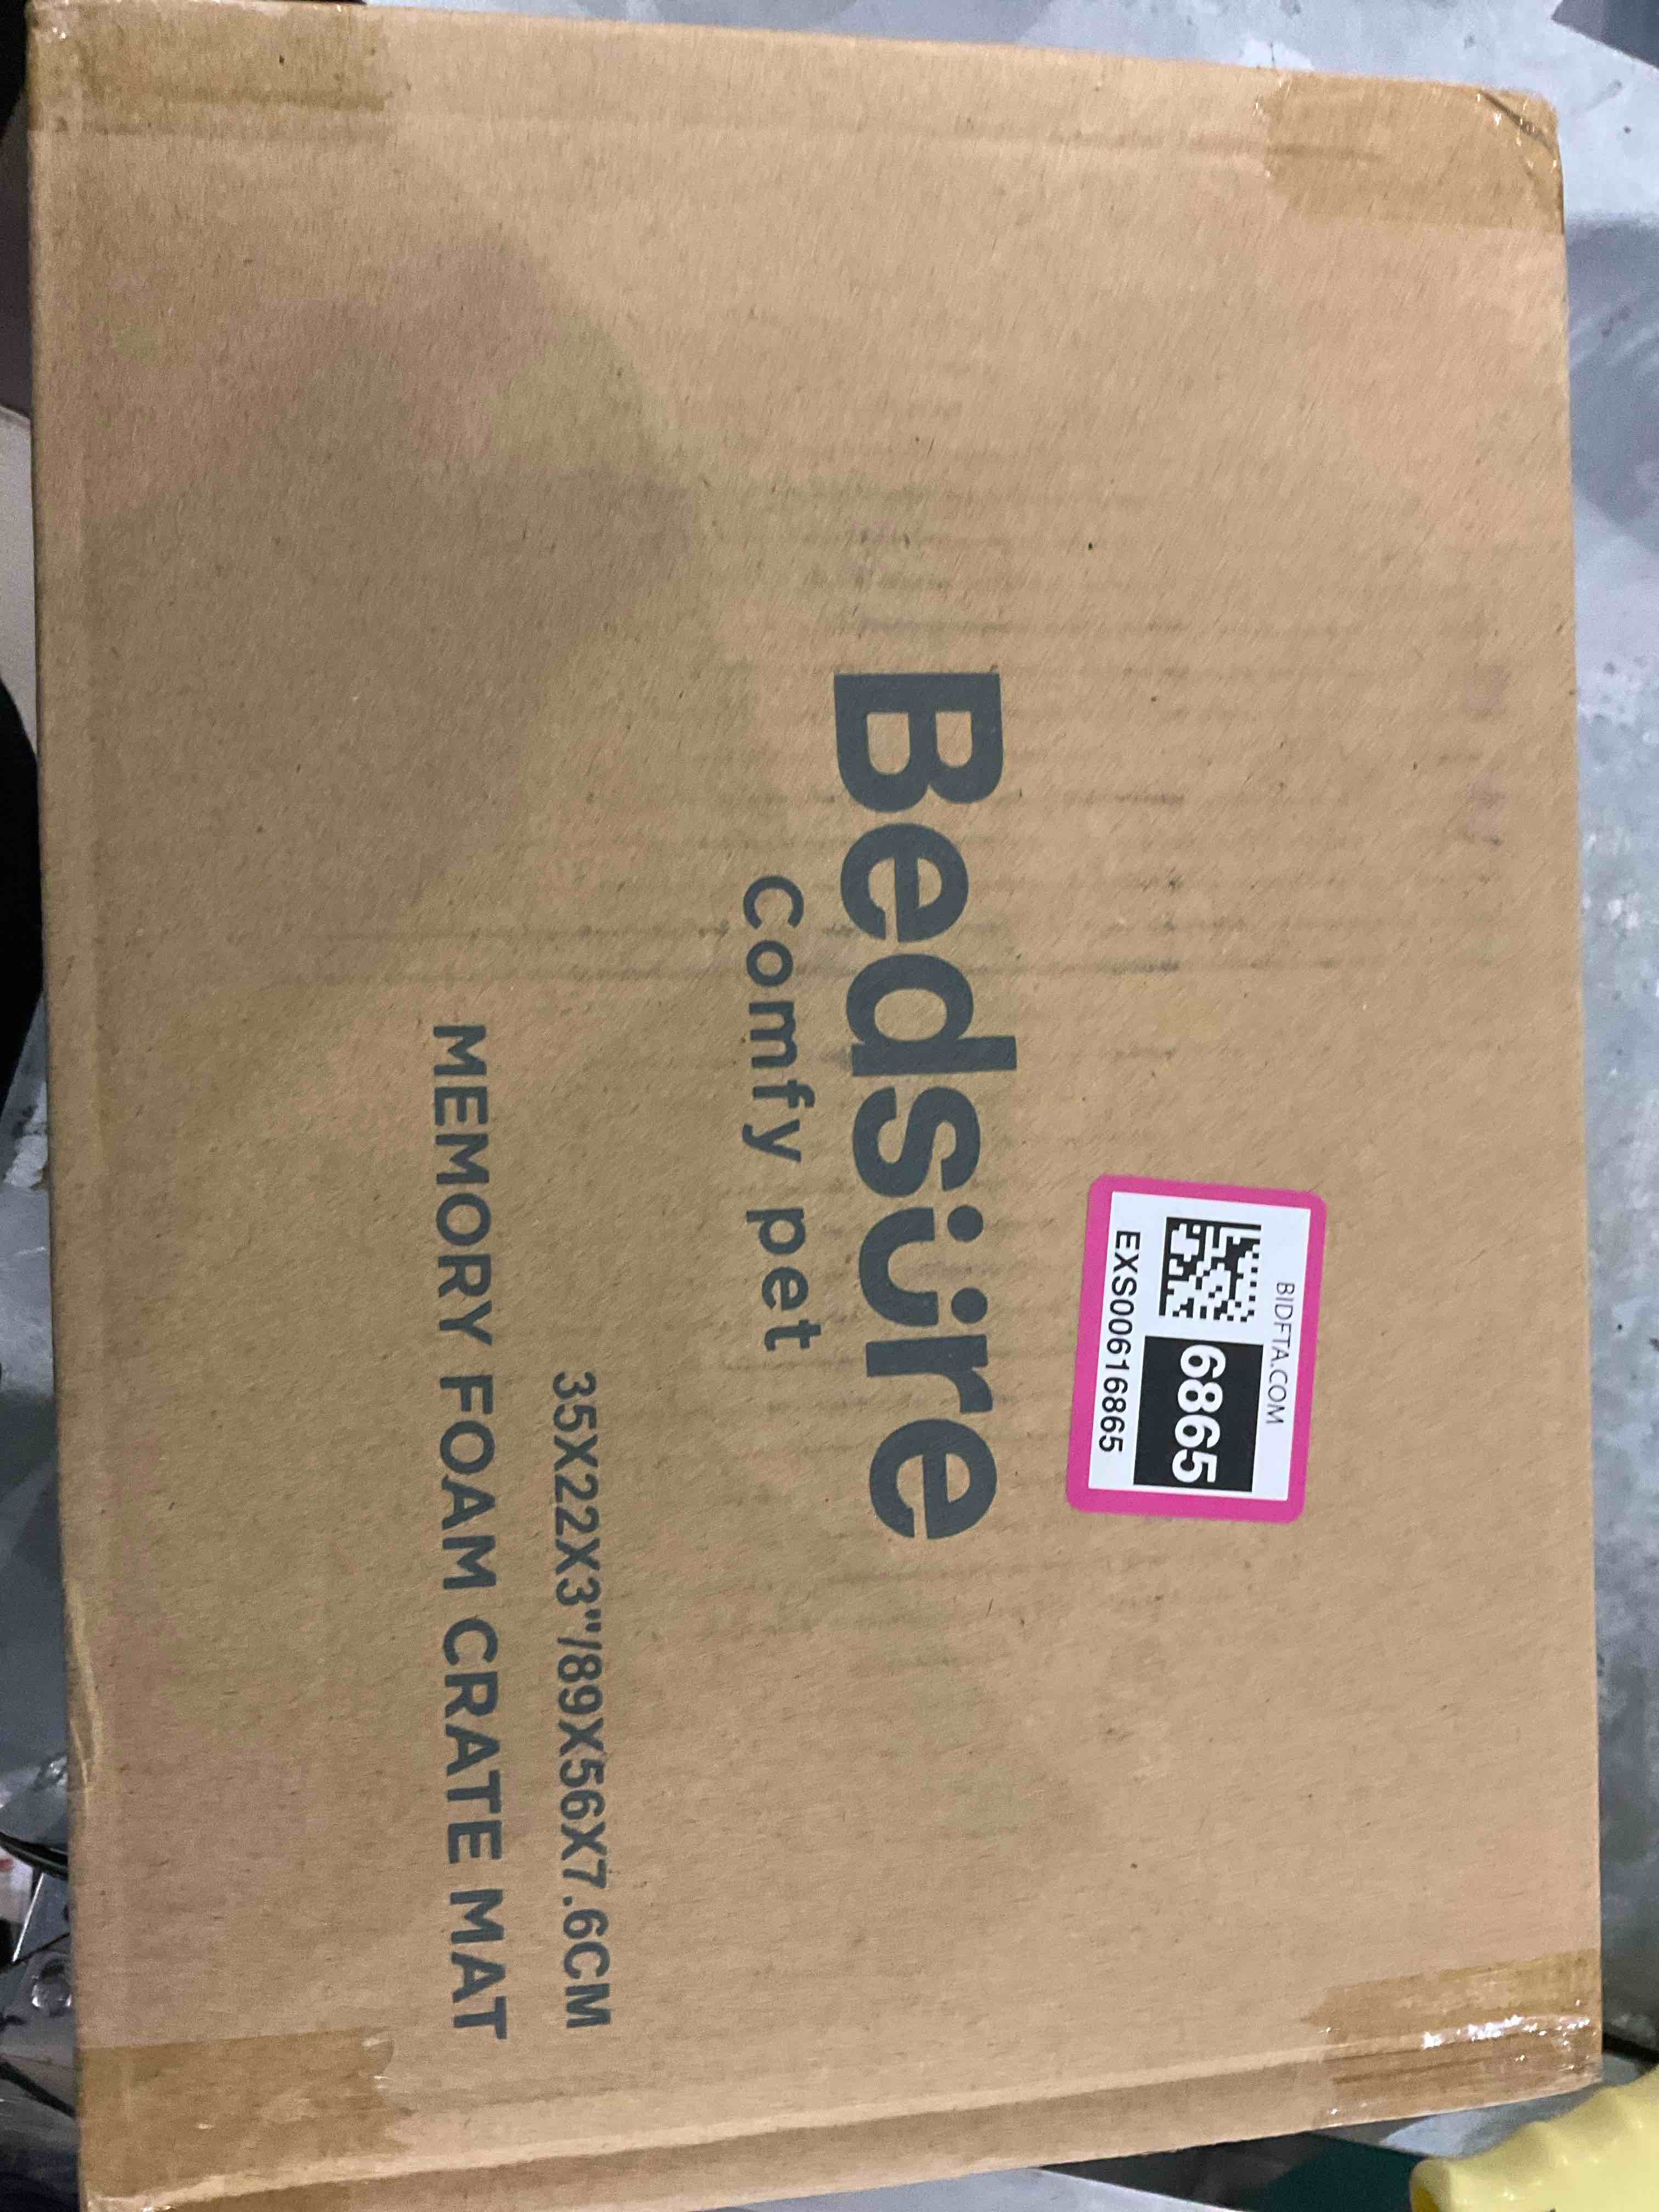 BIDFTA.COM
6865
EXS00616865
Bedsüre
Comfy pet
35X22X3"/89X56X7.6CM
MEMORY FOAM CRATE MAT